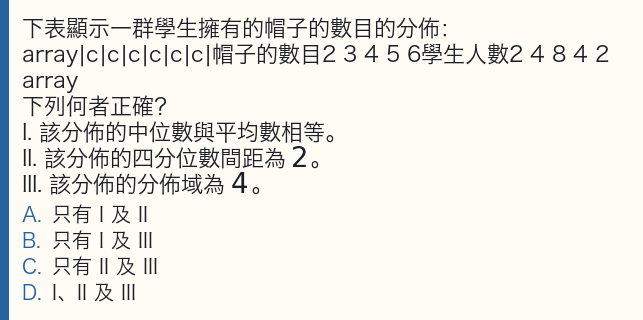 下表顯示一群學生擁有的帽子的數目的分佈：
array|c|c|c|c|c|c|帽子的數目2 3 4 5 6學生人數2 4 8 4 2
array
下列何者正確？
I. 該分佈的中位數與平均數相等。
II. 該分佈的四分位數間距為 2。
III. 該分佈的分佈域為 4。
A. 只有 I 及 II
B. 只有 I 及 III
C. 只有 II 及 III
D. I、II 及 III